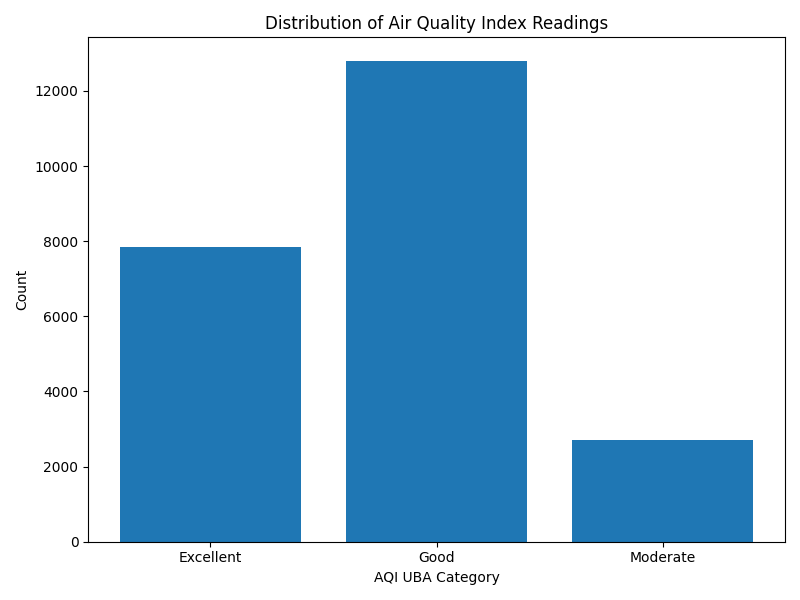 Distribution of Air Quality Index Readings
12000
10000
8000
6000
4000
2000
0
Count
Excellent
Good
Moderate
AQI UBA Category